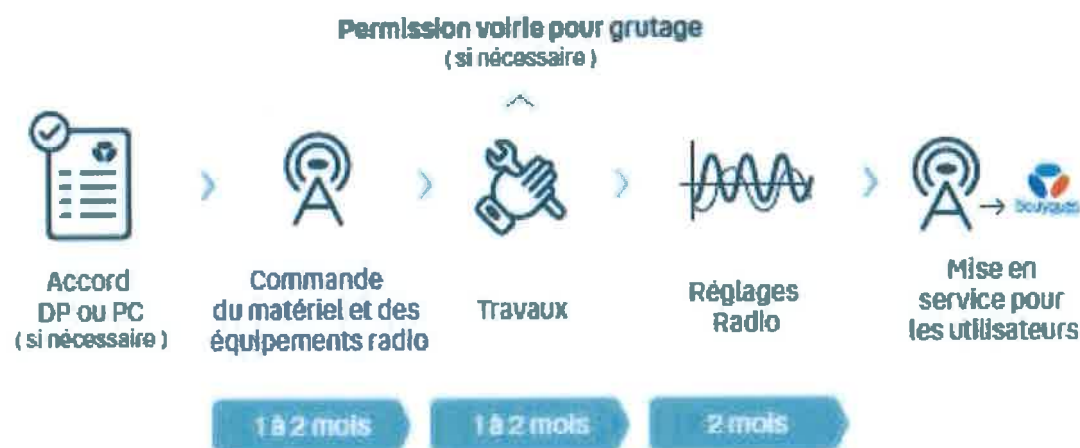 Permission voirie pour grutage
( si nécessaire )
Accord
DP ou PC
( si nécessaire )
Commande
du matériel et des
équipements radio
Travaux
Réglages
Radio
Mise en
service pour
les utilisateurs
bouygues
1 à 2 mois
1 à 2 mois
2 mois